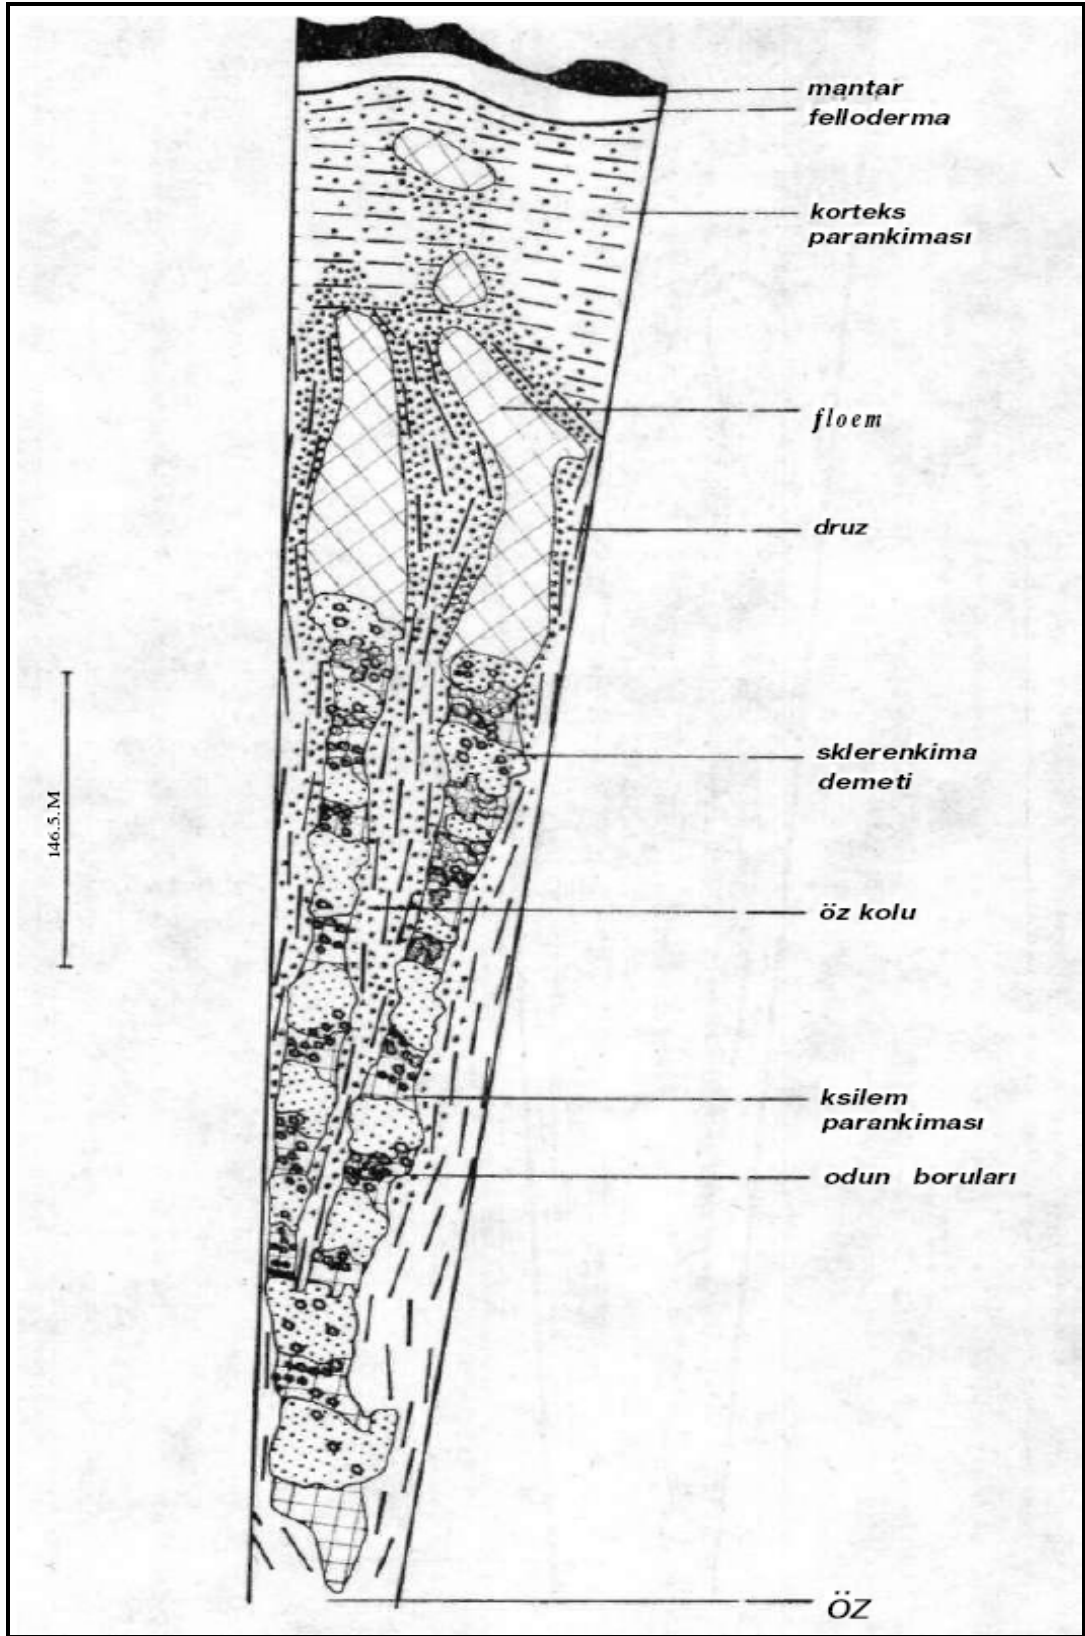 mantar
felloderma
korteks
parankiması
floem
druz
sklerenkima
demeti
146.5.M
öz kolu
ksilem
parankiması
odun boruları
ÖZ